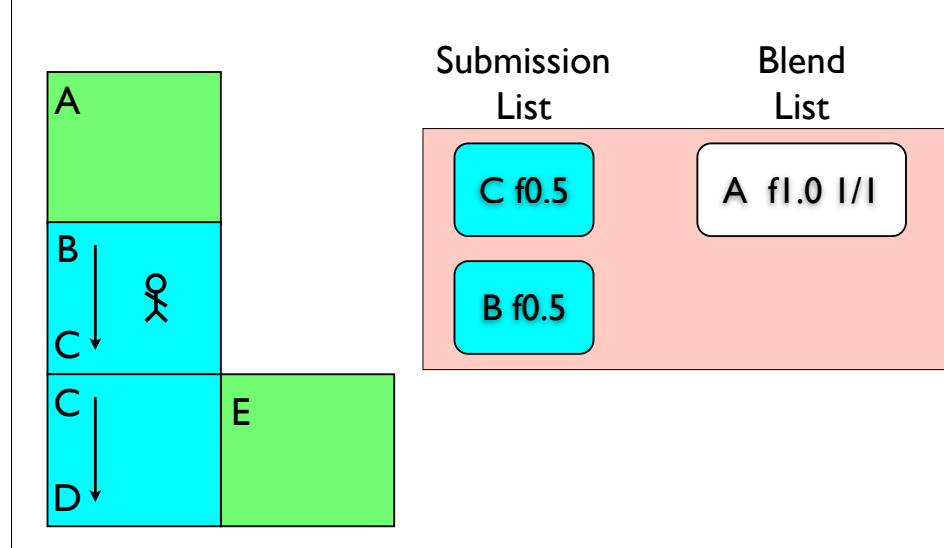 Submission
List
Blend
List
A
B
C
C
D
E
C f0.5
A f1.0 1/1
B f0.5